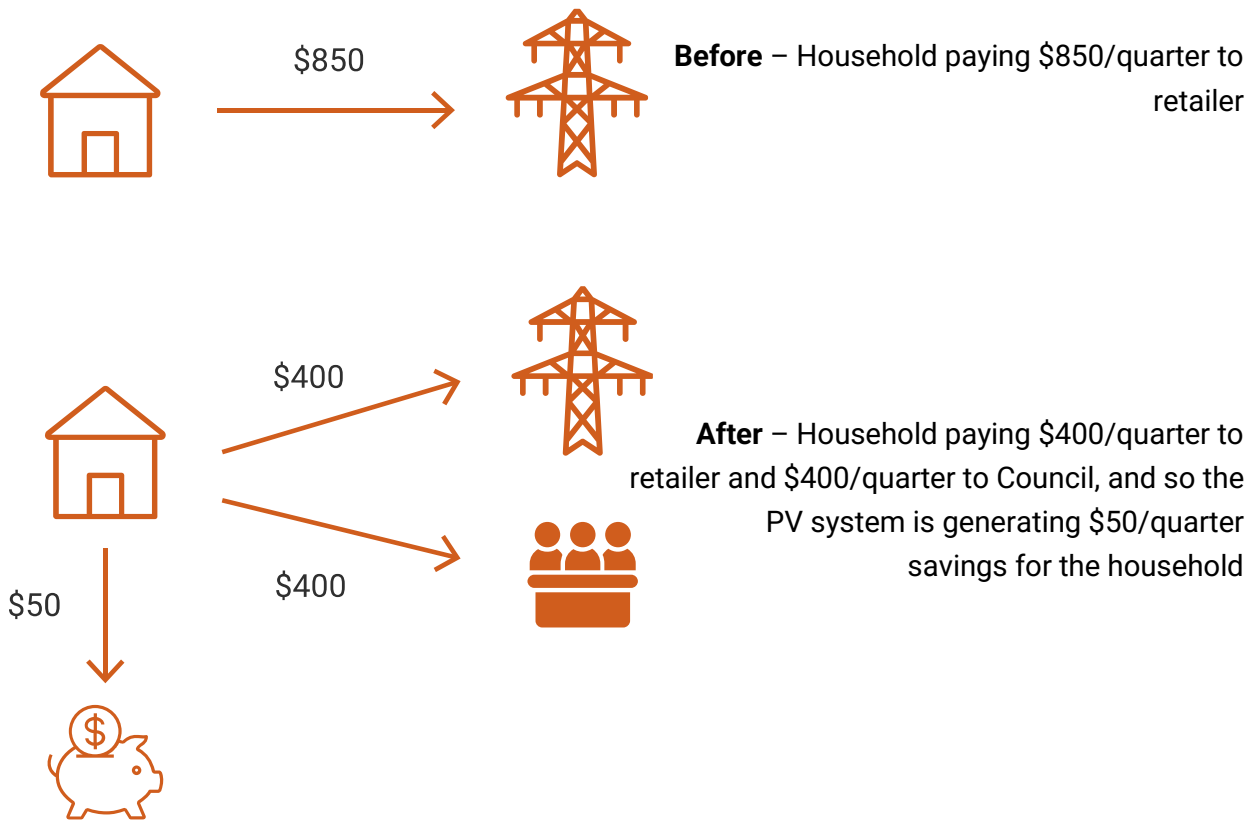 $850
Before – Household paying $850/quarter to
retailer
$400
After – Household paying $400/quarter to
retailer and $400/quarter to Council, and so the
PV system is generating $50/quarter
savings for the household
$400
$50
$